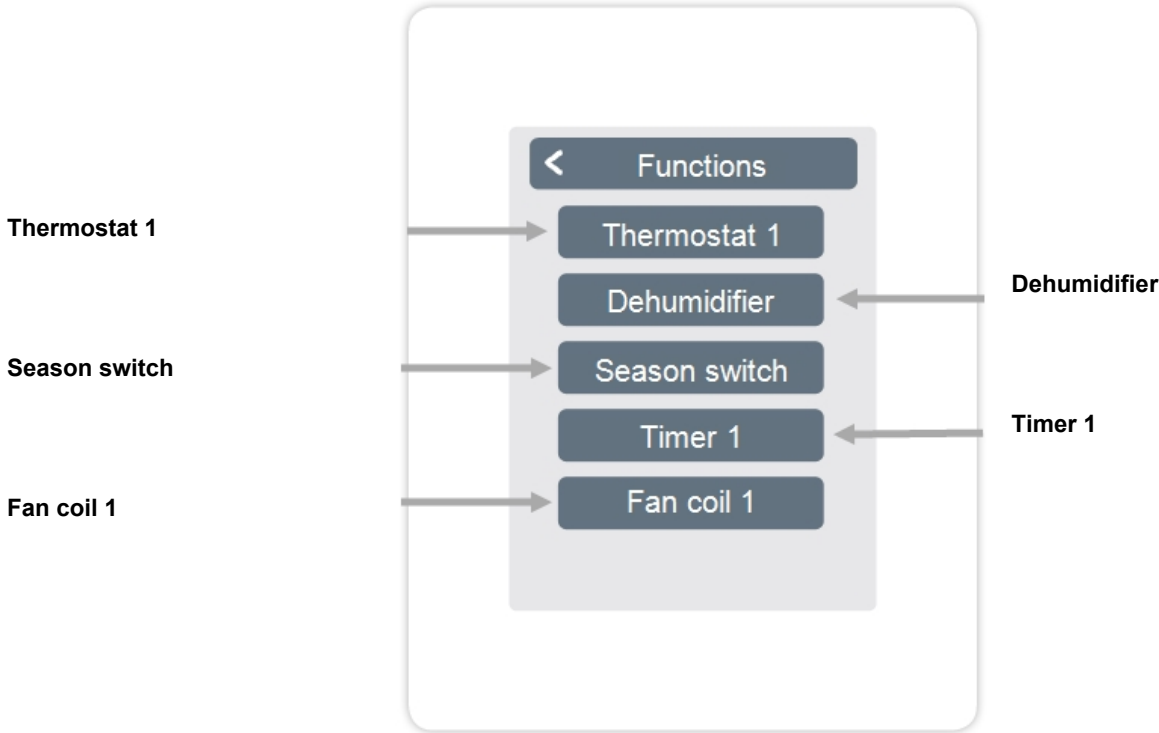 Functions
Thermostat 1
Thermostat 1
Dehumidifier
Dehumidifier
Season switch
Season switch
Timer 1
Timer 1
Fan coil 1
Fan coil 1